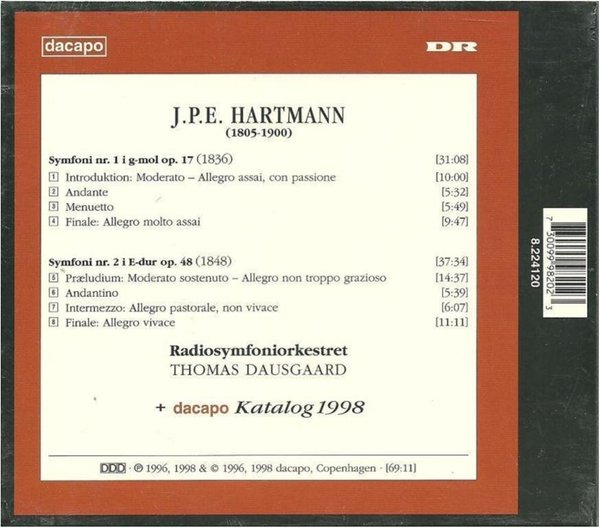 dacapo
DR
J.P.E. HARTMANN
(1805-1900)
Symfoni nr. 1 i g-mol op. 17 (1836) [31:08]
1 Introduktion: Moderato – Allegro assai, con passione [10:00]
2 Andante [5:32]
3 Menuetto [5:49]
4 Finale: Allegro molto assai [9:47]
Symfoni nr. 2 i E-dur op. 48 (1848) [37:34]
5 Præludium: Moderato sostenuto – Allegro non troppo grazioso [14:37]
6 Andantino [5:39]
7 Intermezzo: Allegro pastorale, non vivace [6:07]
8 Finale: Allegro vivace [11:11]
Radiosymfoniorkestret
THOMAS DAUSGAARD
+ dacapo Katalog 1998
DDD · ℗ 1996, 1998 & © 1996, 1998 dacapo, Copenhagen · [69:11]
7 30099 98202 3
8.224120